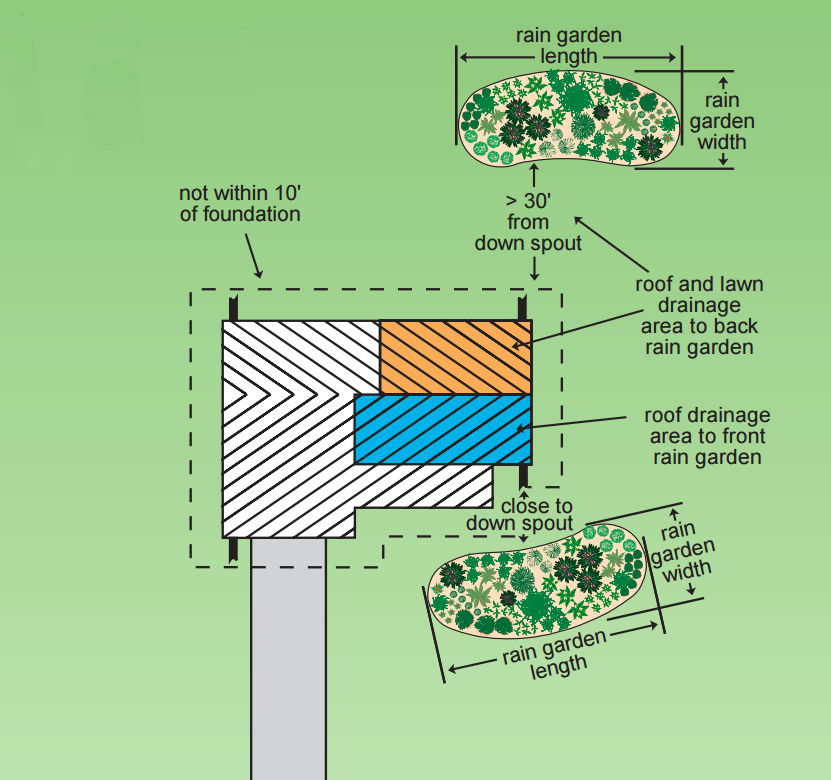 rain garden
length
rain
garden
width
not within 10'
of foundation
> 30'
from
down spout
roof and lawn
drainage
area to back
rain garden
roof drainage
area to front
rain garden
close to
down spout
rain
garden
width
rain garden
length